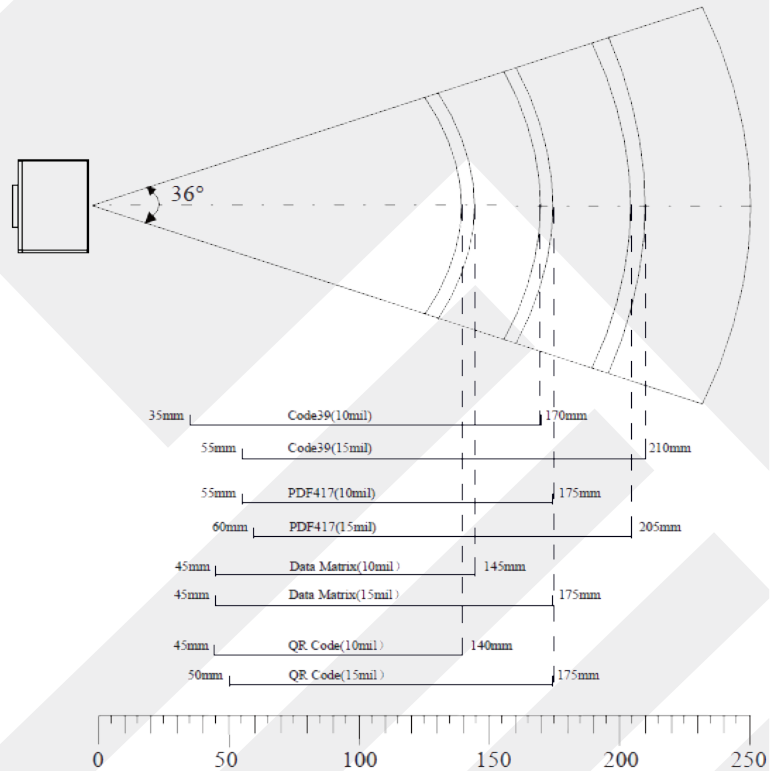 36°
35mm Code39(10mil) 170mm
55mm Code39(15mil) 210mm
55mm PDF417(10mil) 175mm
60mm PDF417(15mil) 205mm
45mm Data Matrix(10mil） 145mm
45mm Data Matrix(15mil） 175mm
45mm QR Code(10mil） 140mm
50mm QR Code(15mil） 175mm
0 50 100 150 200 250